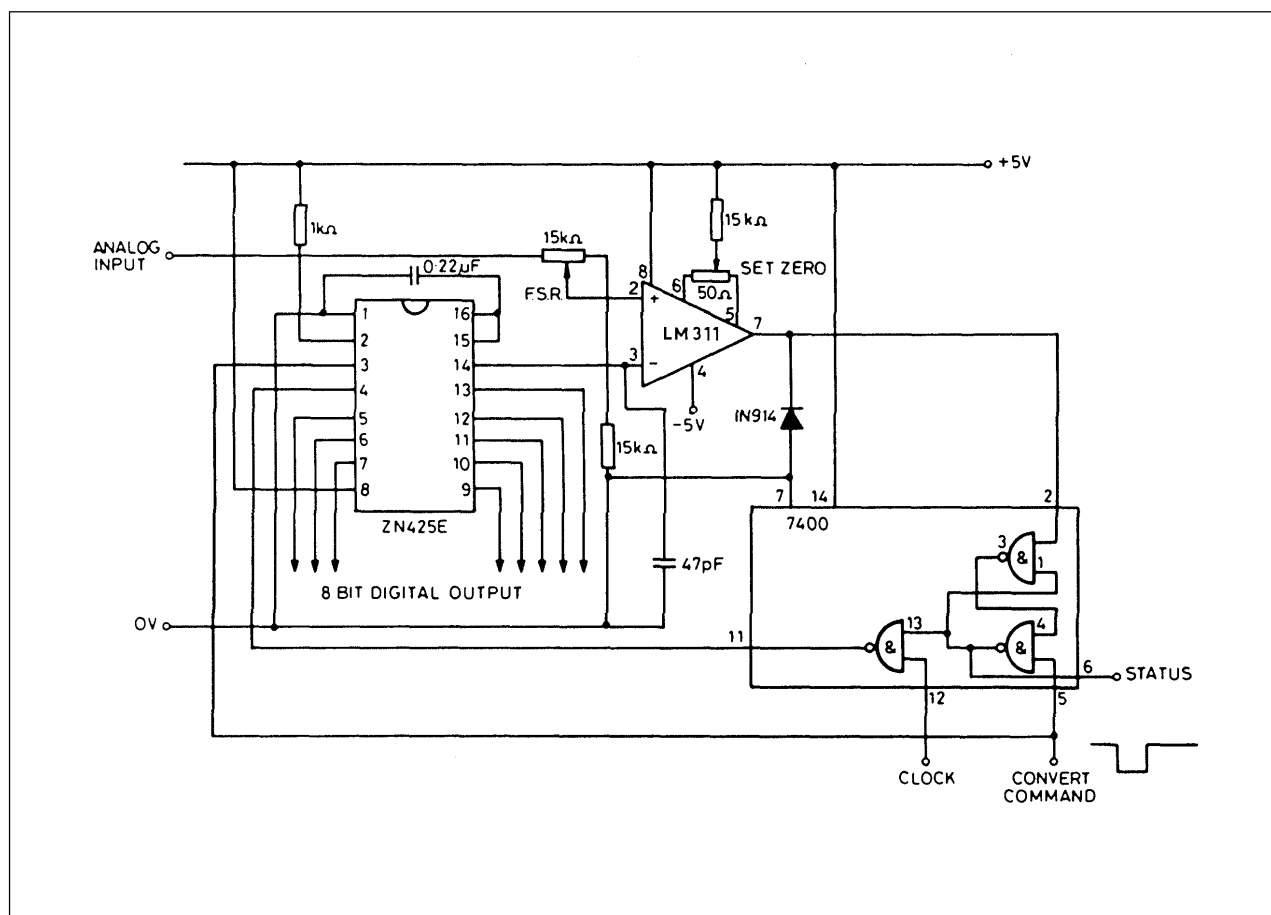 +5V
15kΩ
1kΩ
ANALOG
INPUT
15kΩ
0·22µF
SET ZERO
8
6
50Ω
F.S.R.
2
+
5
7
LM311
1
16
2
15
3
14
3
−
4
4
13
−5V
IN914
5
12
6
11
15kΩ
7
10
8
9
7
14
2
ZN425E
7400
3
&
1
47pF
8 BIT DIGITAL OUTPUT
0V
11
13
4
&
&
6
STATUS
12
5
CLOCK
CONVERT
COMMAND